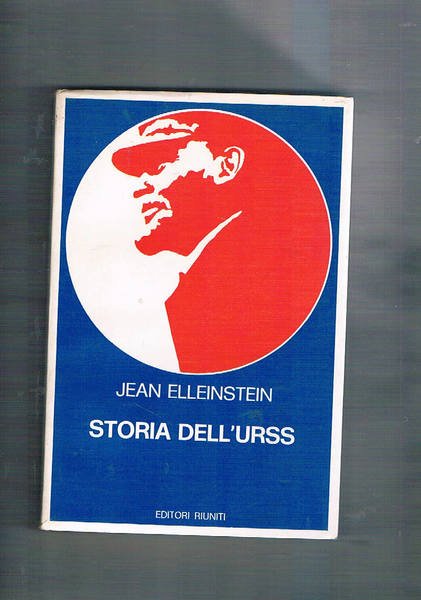 JEAN ELLEINSTEIN
STORIA DELL'URSS
EDITORI RIUNITI